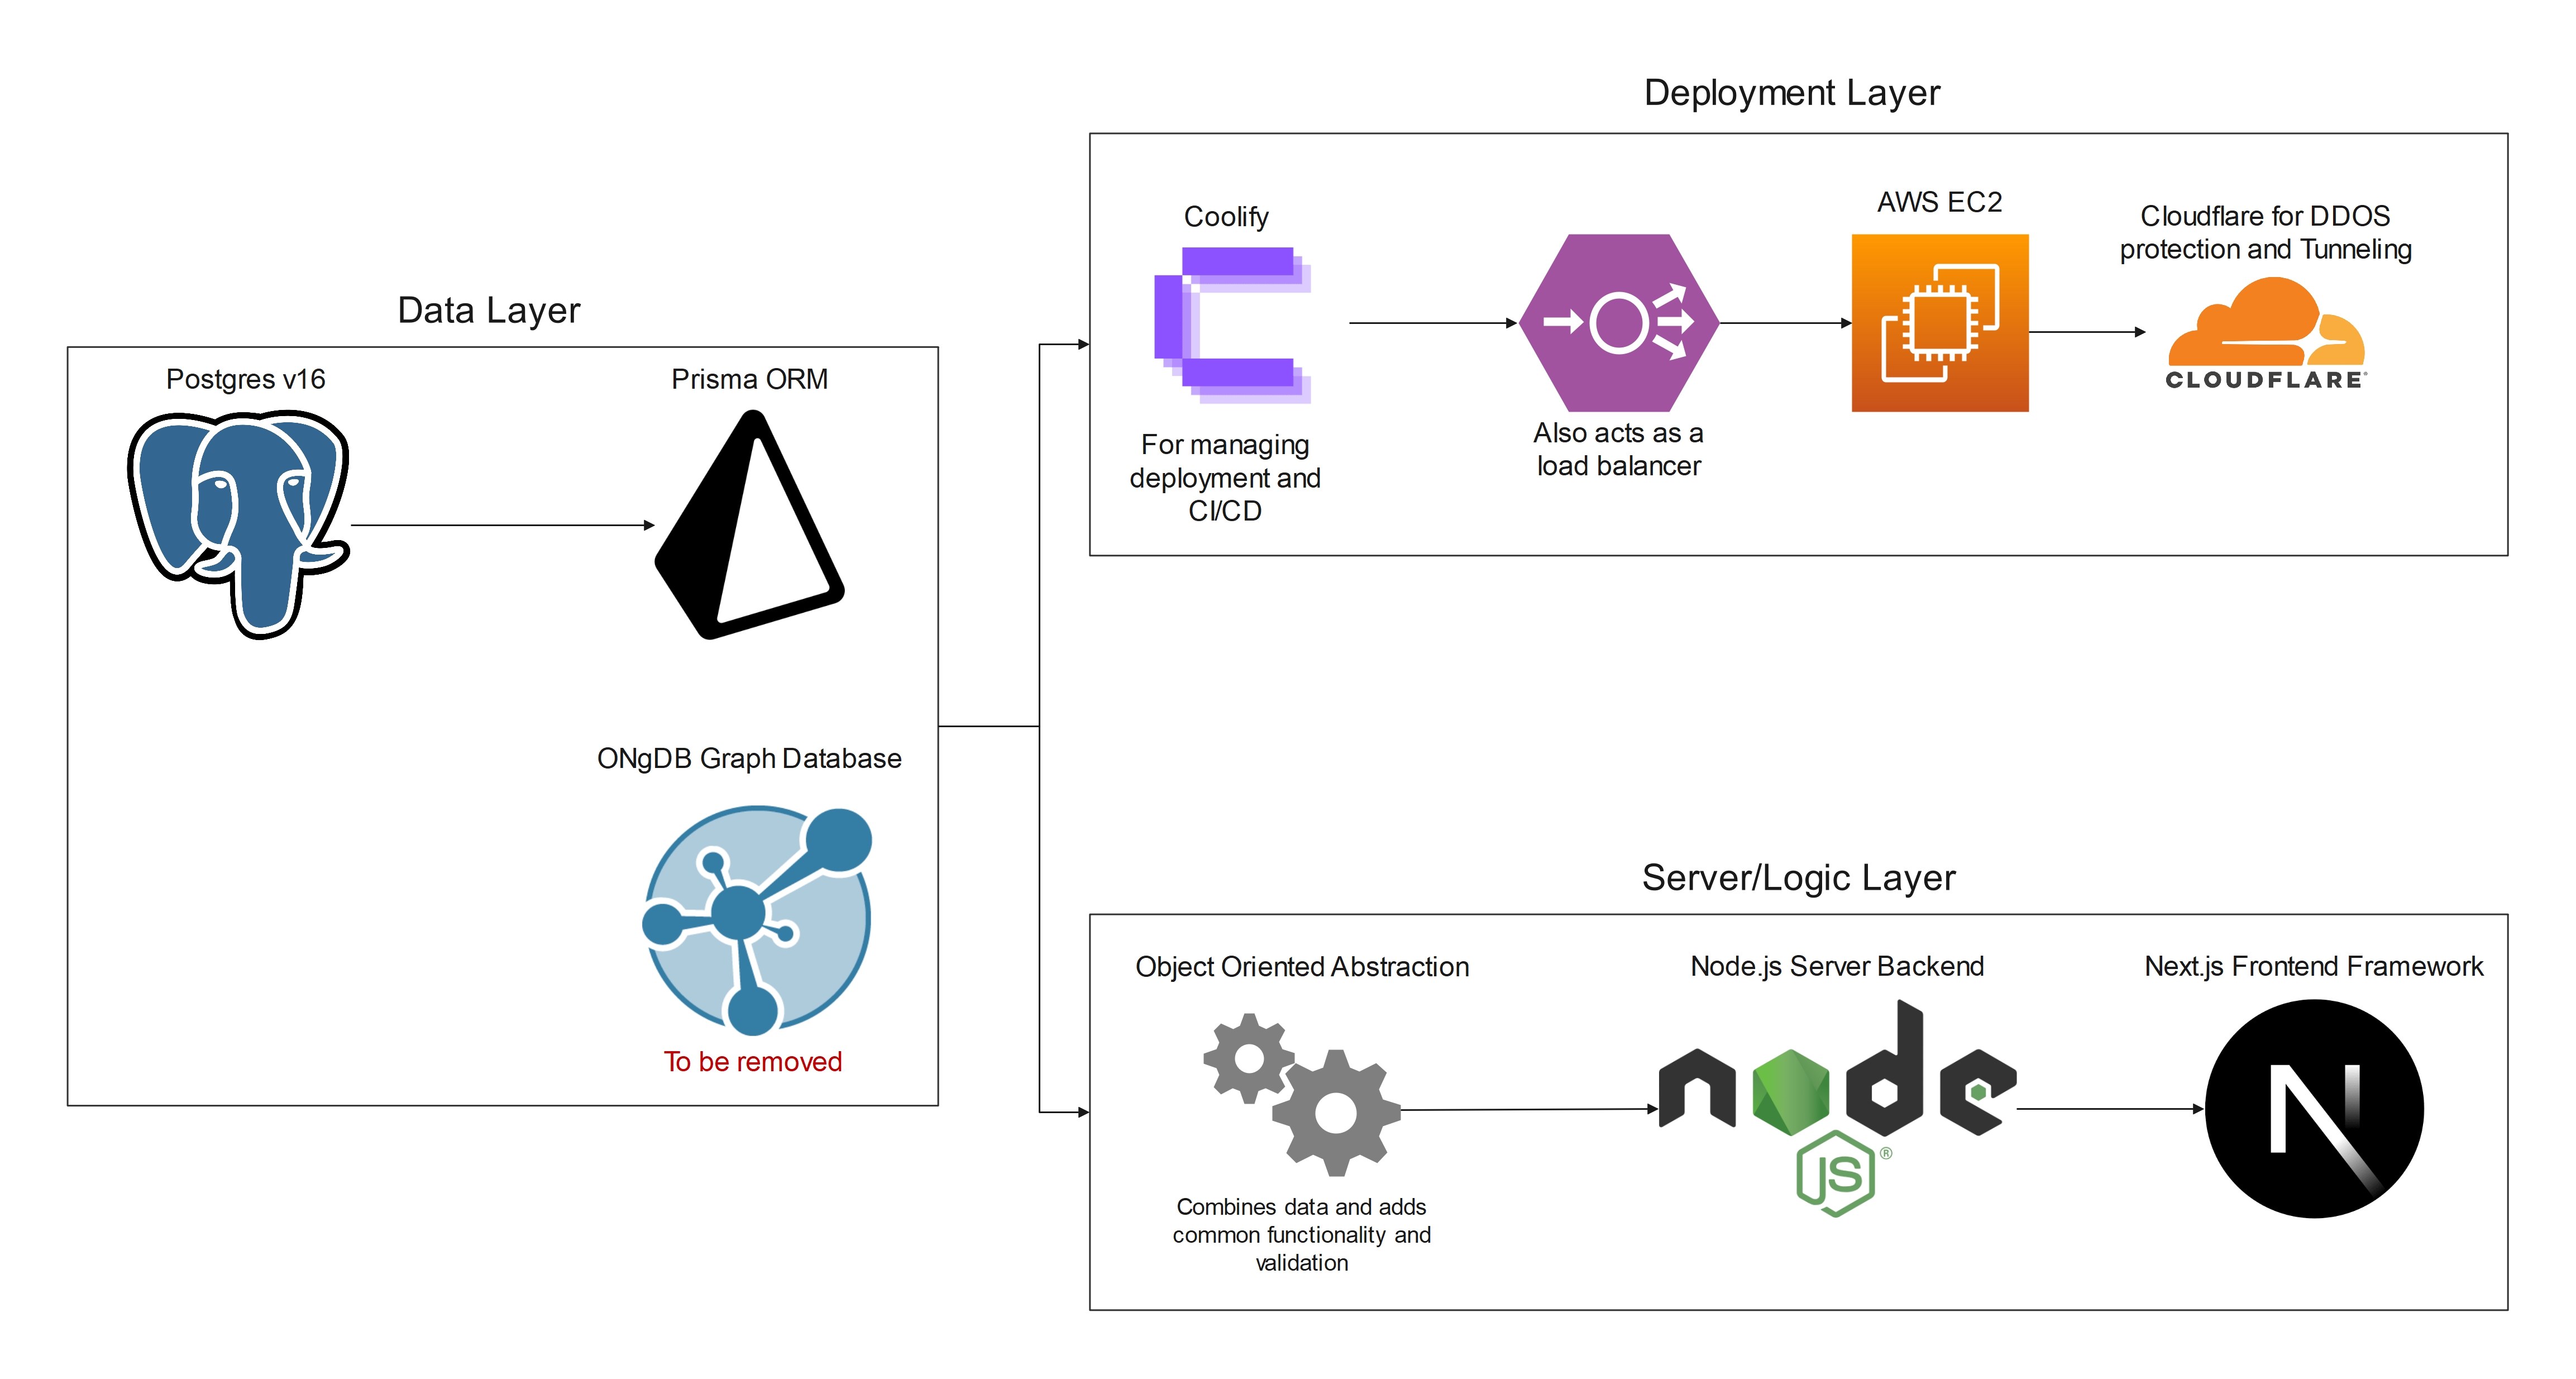 Deployment Layer
Coolify
For managing
deployment and
CI/CD
Also acts as a
load balancer
AWS EC2
Cloudflare for DDOS
protection and Tunneling
CLOUDFLARE®
Data Layer
Postgres v16
Prisma ORM
ONgDB Graph Database
To be removed
Server/Logic Layer
Object Oriented Abstraction
Combines data and adds
common functionality and
validation
Node.js Server Backend
node
JS®
Next.js Frontend Framework
N